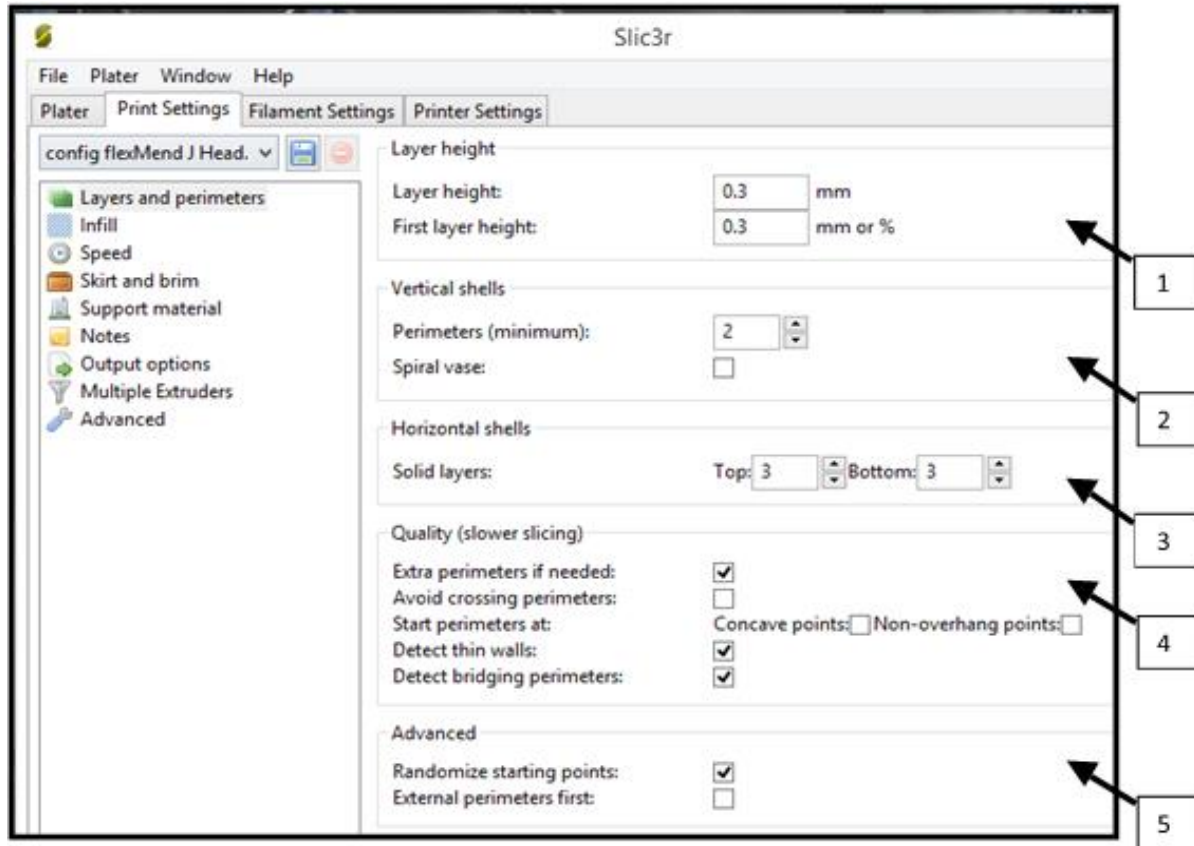 Slic3r
File Plater Window Help
Plater Print Settings Filament Settings Printer Settings
config flexMend J Head.
Layers and perimeters
Infill
Speed
Skirt and brim
Support material
Notes
Output options
Multiple Extruders
Advanced
Layer height
Layer height: 0.3 mm
First layer height: 0.3 mm or %
1
Vertical shells
Perimeters (minimum): 2
Spiral vase:
2
Horizontal shells
Solid layers: Top: 3 Bottom: 3
3
Quality (slower slicing)
Extra perimeters if needed:
Avoid crossing perimeters:
Start perimeters at: Concave points: Non-overhang points:
Detect thin walls:
Detect bridging perimeters:
4
Advanced
Randomize starting points:
External perimeters first:
5